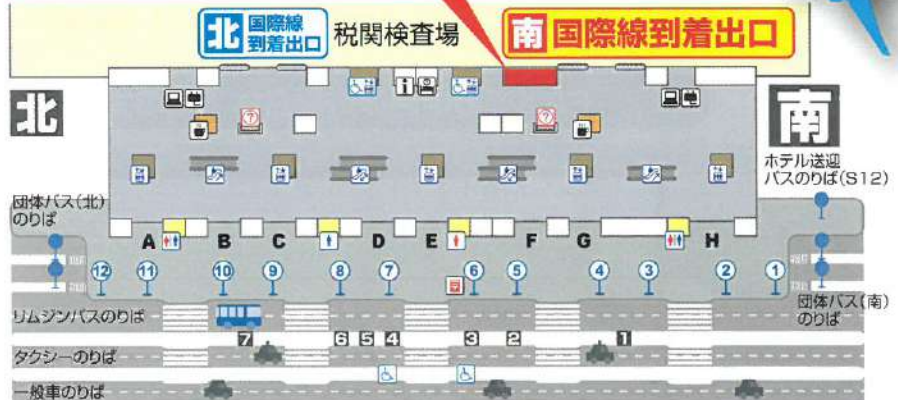 北 国際線
到着出口
税関検査場
南 国際線到着出口
北
南
ホテル送迎
バスのりば(S12)
団体バス(北)
のりば
A B C D E F G H
12 11 10 9 8 7 6 5 4 3 2 1
団体バス(南)
のりば
リムジンバスのりば
7 6 5 4 3 2 1
タクシーのりば
一般車のりば